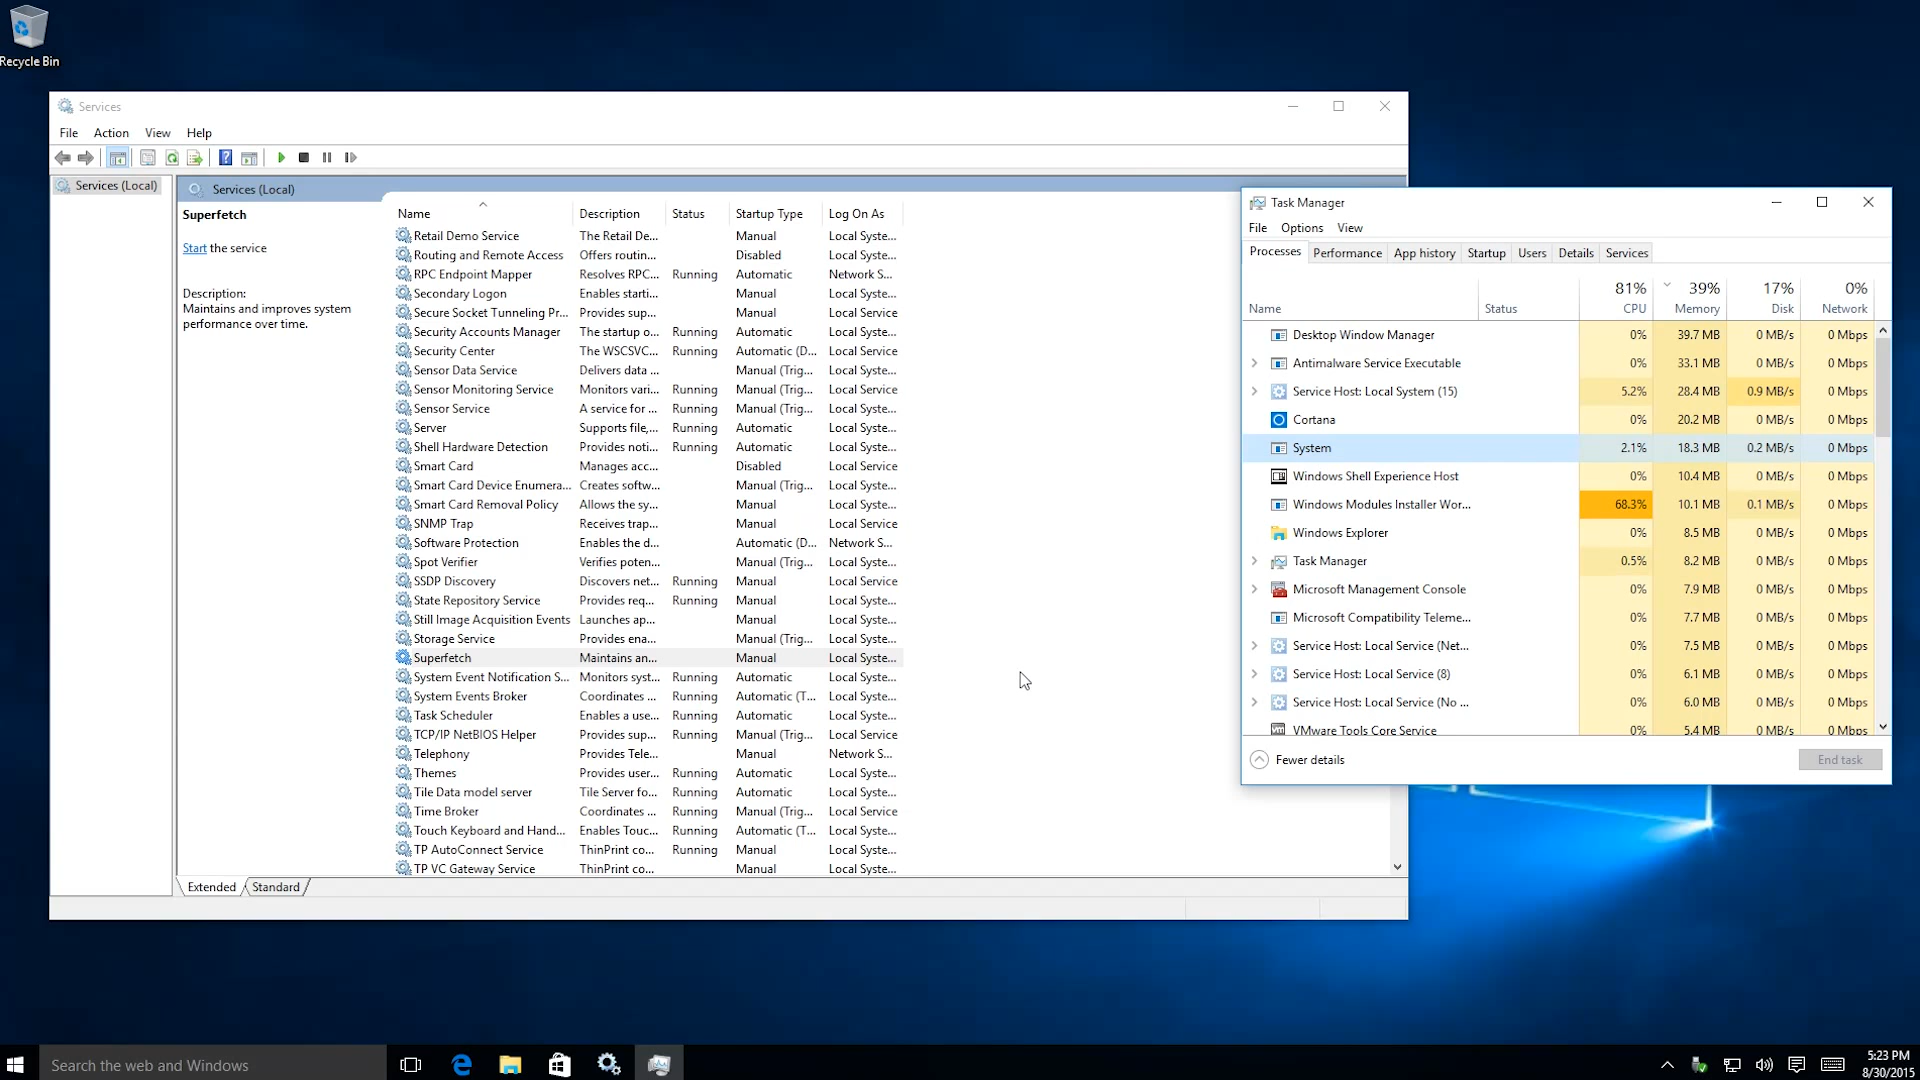 Recycle Bin
Services
File Action View Help
Services (Local)
Services (Local)
Superfetch
Start the service
Description:
Maintains and improves system
performance over time.
Name Description Status Startup Type Log On As
Retail Demo Service The Retail De... Manual Local Syste...
Routing and Remote Access Offers routin... Disabled Local Syste...
RPC Endpoint Mapper Resolves RPC... Running Automatic Network S...
Secondary Logon Enables starti... Manual Local Syste...
Secure Socket Tunneling Pr... Provides sup... Manual Local Service
Security Accounts Manager The startup o... Running Automatic Local Syste...
Security Center The WSCSVC... Running Automatic (D... Local Service
Sensor Data Service Delivers data ... Manual (Trig... Local Syste...
Sensor Monitoring Service Monitors vari... Running Manual (Trig... Local Service
Sensor Service A service for ... Running Manual (Trig... Local Syste...
Server Supports file,... Running Automatic Local Syste...
Shell Hardware Detection Provides noti... Running Automatic Local Syste...
Smart Card Manages acc... Disabled Local Syste...
Smart Card Device Enumera... Creates softw... Manual (Trig... Local Syste...
Smart Card Removal Policy Allows the sy... Manual Local Syste...
SNMP Trap Receives trap... Manual Local Service
Software Protection Enables the d... Automatic (D... Network S...
Spot Verifier Verifies poten... Manual (Trig... Local Syste...
SSDP Discovery Discovers net... Running Manual Local Service
State Repository Service Provides req... Running Manual Local Syste...
Still Image Acquisition Events Launches ap... Manual Local Syste...
Storage Service Provides ena... Manual (Trig... Local Syste...
Superfetch Maintains an... Manual Local Syste...
System Event Notification S... Monitors syst... Running Automatic Local Syste...
System Events Broker Coordinates ... Running Automatic (T... Local Syste...
Task Scheduler Enables a use... Running Automatic Local Syste...
TCP/IP NetBIOS Helper Provides sup... Running Manual (Trig... Local Service
Telephony Provides Tele... Manual Network S...
Themes Provides user... Running Automatic Local Syste...
Tile Data model server Tile Server fo... Running Automatic Local Syste...
Time Broker Coordinates ... Running Manual (Trig... Local Service
Touch Keyboard and Hand... Enables Touc... Running Automatic (T... Local Syste...
TP AutoConnect Service ThinPrint co... Running Manual Local Syste...
TP VC Gateway Service ThinPrint co... Manual Local Syste...
Extended Standard
Task Manager
File Options View
Processes Performance App history Startup Users Details Services
81% 39% 17% 0%
Name Status CPU Memory Disk Network
Desktop Window Manager 0% 39.7 MB 0 MB/s 0 Mbps
Antimalware Service Executable 0% 33.1 MB 0 MB/s 0 Mbps
Service Host: Local System (15) 5.2% 28.4 MB 0.9 MB/s 0 Mbps
Cortana 0% 20.2 MB 0 MB/s 0 Mbps
System 2.1% 18.3 MB 0.2 MB/s 0 Mbps
Windows Shell Experience Host 0% 10.4 MB 0 MB/s 0 Mbps
Windows Modules Installer Wor... 68.3% 10.1 MB 0.1 MB/s 0 Mbps
Windows Explorer 0% 8.5 MB 0 MB/s 0 Mbps
Task Manager 0.5% 8.2 MB 0 MB/s 0 Mbps
Microsoft Management Console 0% 7.9 MB 0 MB/s 0 Mbps
Microsoft Compatibility Teleme... 0% 7.7 MB 0 MB/s 0 Mbps
Service Host: Local Service (Net... 0% 7.5 MB 0 MB/s 0 Mbps
Service Host: Local Service (8) 0% 6.1 MB 0 MB/s 0 Mbps
Service Host: Local Service (No ... 0% 6.0 MB 0 MB/s 0 Mbps
VMware Tools Core Service 0% 5.4 MB 0 MB/s 0 Mbps
Fewer details End task
Search the web and Windows
5:23 PM
8/30/2015